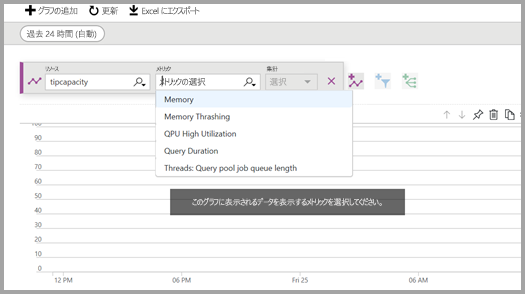 グラフの追加 更新 Excel にエクスポート
過去 24 時間 (自動)
リソース メトリック 集計
tipcapacity メトリックの選択 選択
Memory
Memory Thrashing
QPU High Utilization
Query Duration
Threads: Query pool job queue length
100
90
80
70
60
50
40
30
20
10
0
このグラフに表示されるデータを表示するメトリックを選択してください。
12 PM 06 PM Fri 25 06 AM